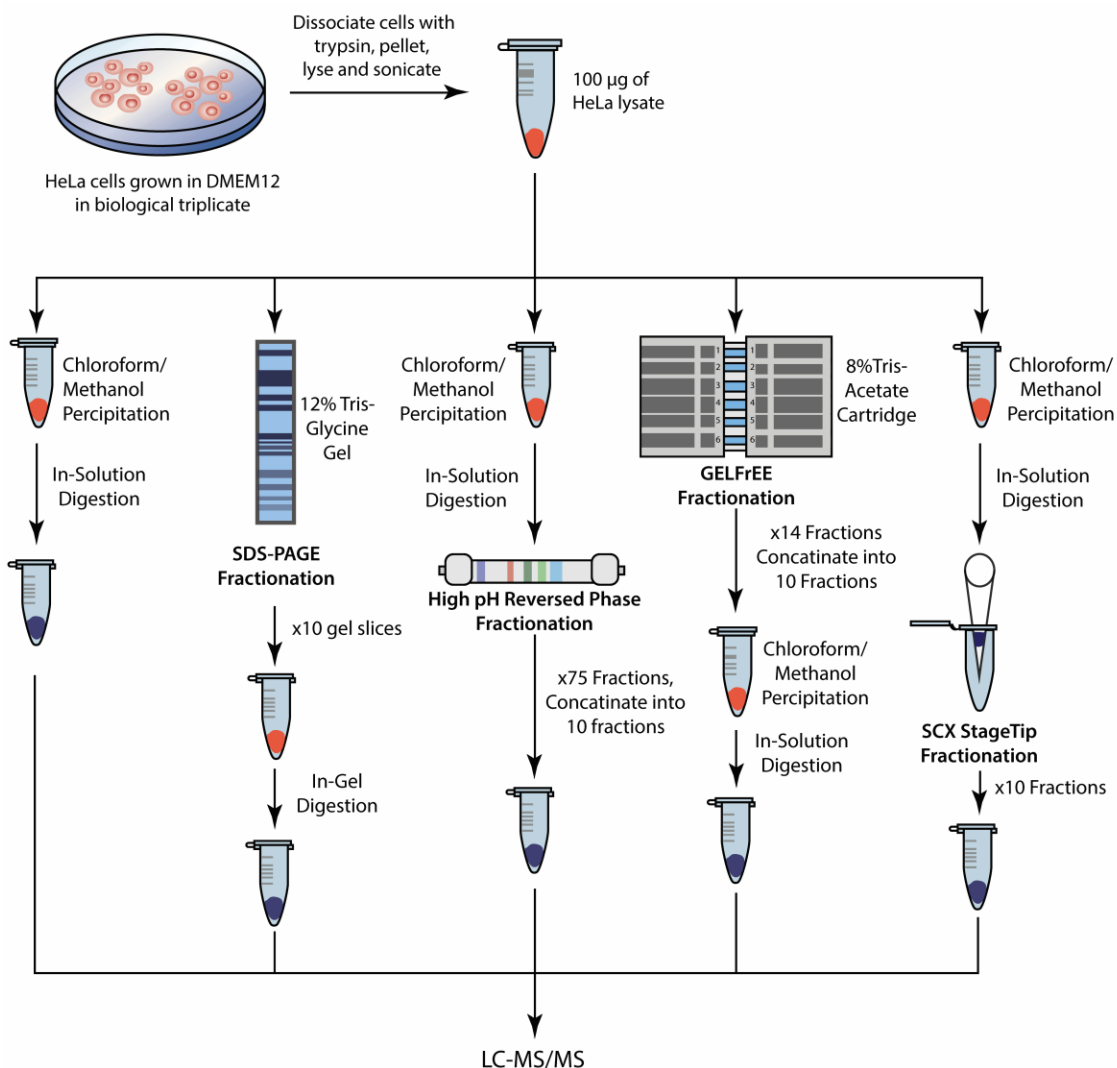 Dissociate cells with
trypsin, pellet,
lyse and sonicate
100 µg of
HeLa lysate
HeLa cells grown in DMEM12
in biological triplicate
Chloroform/
Methanol
Percipitation
In-Solution
Digestion
12% Tris-
Glycine
Gel
SDS-PAGE
Fractionation
x10 gel slices
In-Gel
Digestion
Chloroform/
Methanol
Percipitation
In-Solution
Digestion
High pH Reversed Phase
Fractionation
x75 Fractions,
Concatinate into
10 fractions
1
2
3
4
5
6
1
2
3
4
5
6
8%Tris-
Acetate
Cartridge
GELFrEE
Fractionation
x14 Fractions
Concatinate into
10 Fractions
Chloroform/
Methanol
Percipitation
In-Solution
Digestion
Chloroform/
Methanol
Percipitation
In-Solution
Digestion
SCX StageTip
Fractionation
x10 Fractions
LC-MS/MS